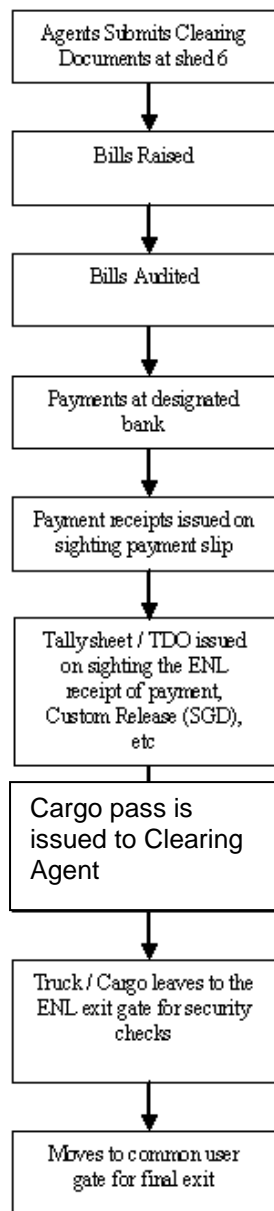 Agents Submits Clearing
Documents at shed 6
Bills Raised
Bills Audited
Payments at designated
bank
Payment receipts issued on
sighting payment slip
Tallysheet / TDO issued
on sighting the ENL
receipt of payment,
Custom Release (SGD),
etc
Cargo pass is
issued to Clearing
Agent
Truck / Cargo leaves to the
ENL exit gate for security
checks
Moves to common user
gate for final exit